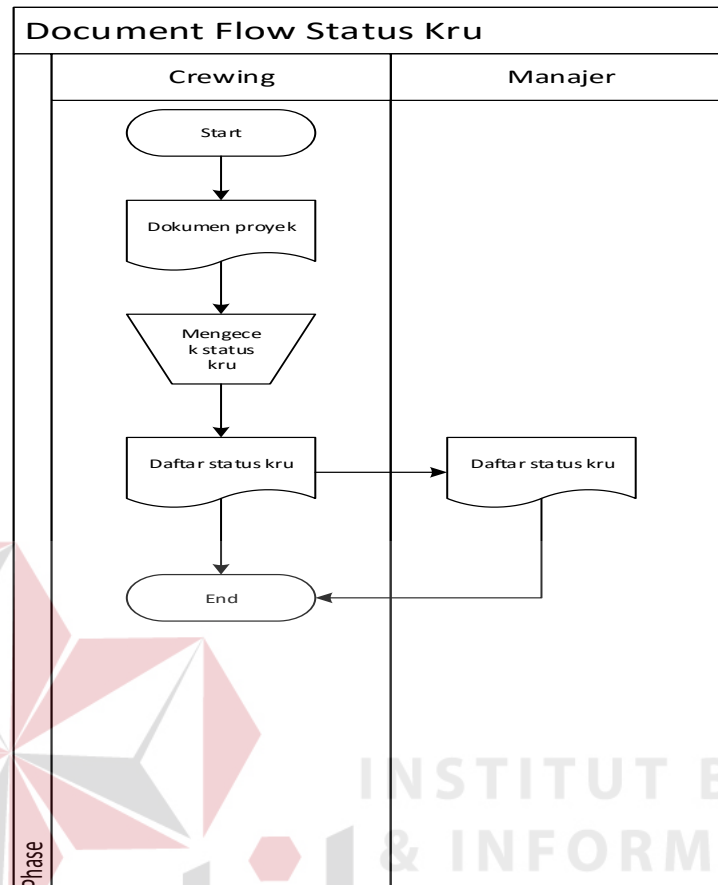 Document Flow Status Kru
Crewing
Manajer
Start
Dokumen proyek
Mengece
k status
kru
Daftar status kru
Daftar status kru
End
INSTITUT B
& INFORM
Phase